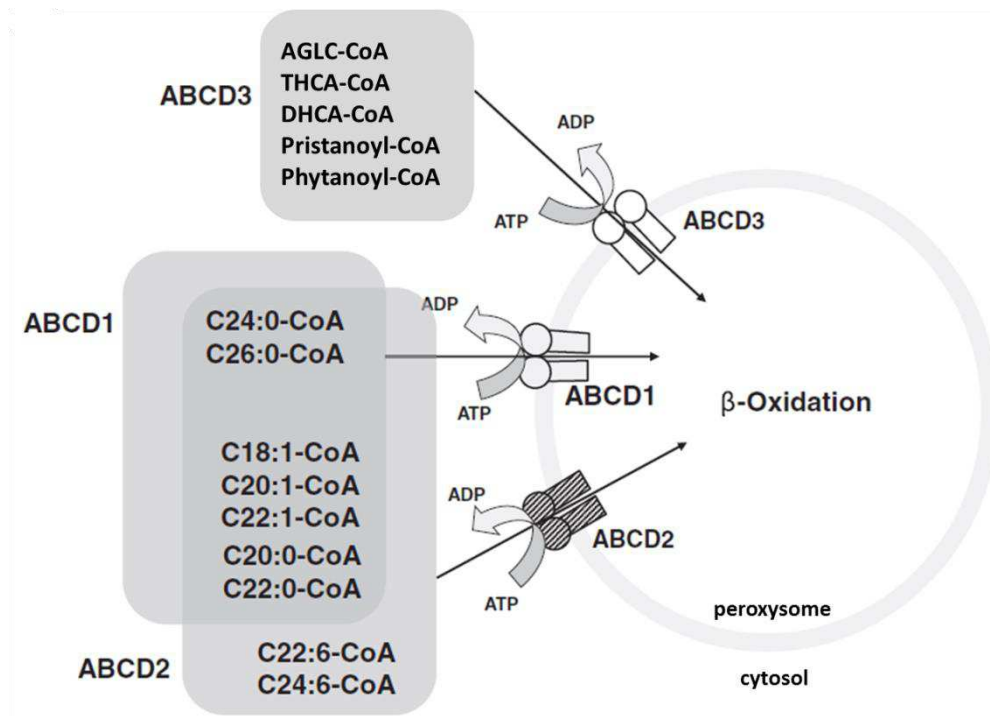 AGLC-CoA
THCA-CoA
DHCA-CoA
Pristanoyl-CoA
Phytanoyl-CoA
ABCD3
ADP
ATP
ABCD3
ABCD1
C24:0-CoA
C26:0-CoA
ADP
ATP
ABCD1
β-Oxidation
C18:1-CoA
C20:1-CoA
C22:1-CoA
C20:0-CoA
C22:0-CoA
ADP
ATP
ABCD2
peroxysome
ABCD2
C22:6-CoA
C24:6-CoA
cytosol